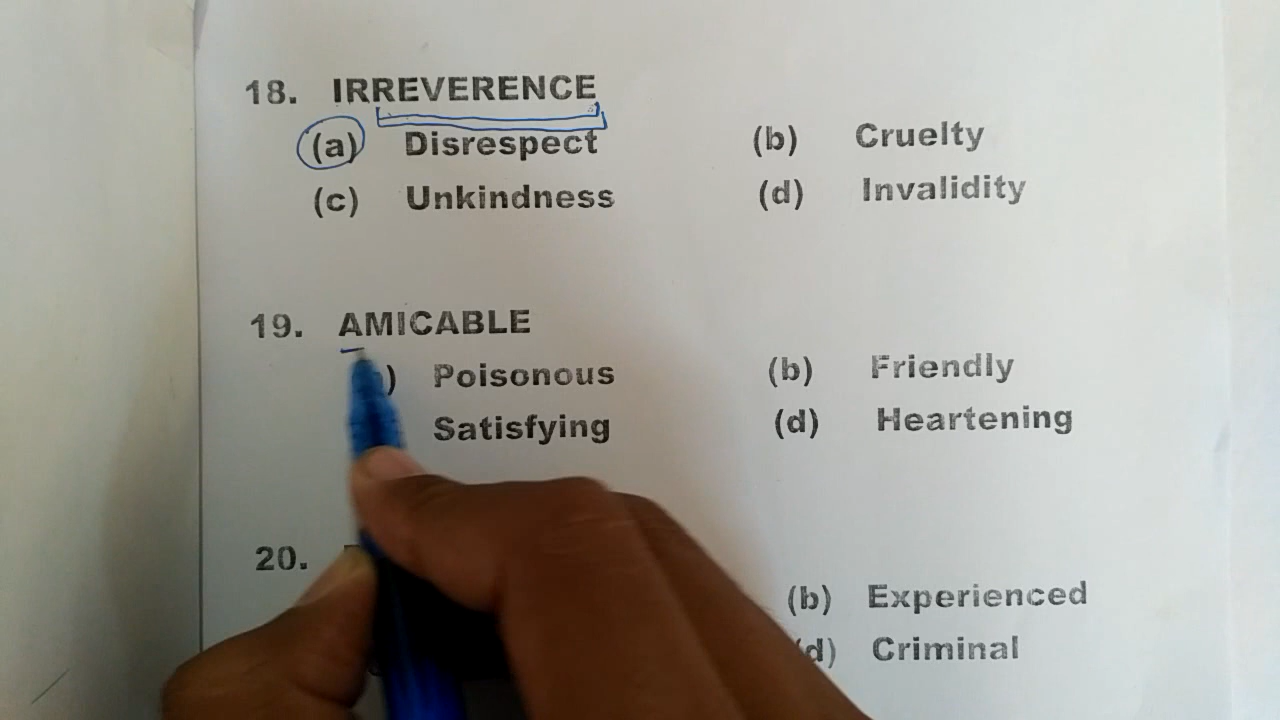 18. IRREVERENCE
(a) Disrespect (b) Cruelty
(c) Unkindness (d) Invalidity
19. AMICABLE
) Poisonous (b) Friendly
Satisfying (d) Heartening
20.
(b) Experienced
(d) Criminal